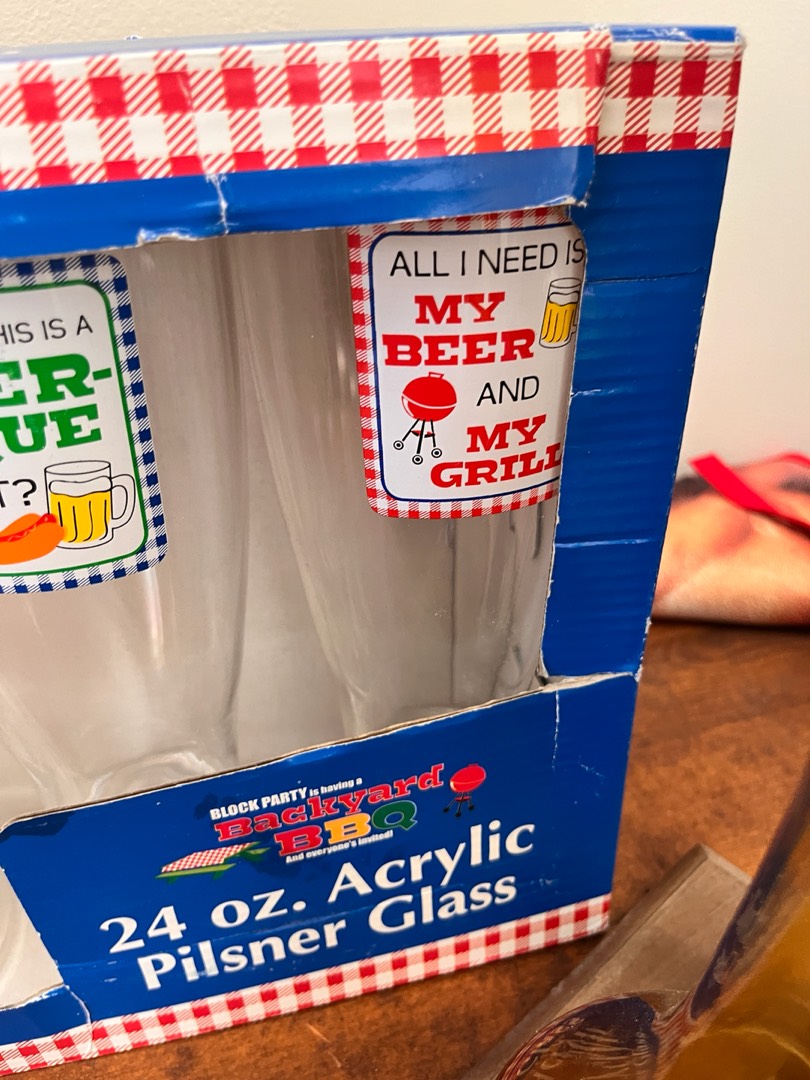 HIS IS A
ER-
UE
T?
ALL I NEED IS
MY
BEER
AND
MY
GRILL
BLOCK PARTY is having a
Backyard
BBQ
And everyone's invited!
24 oz. Acrylic
Pilsner Glass